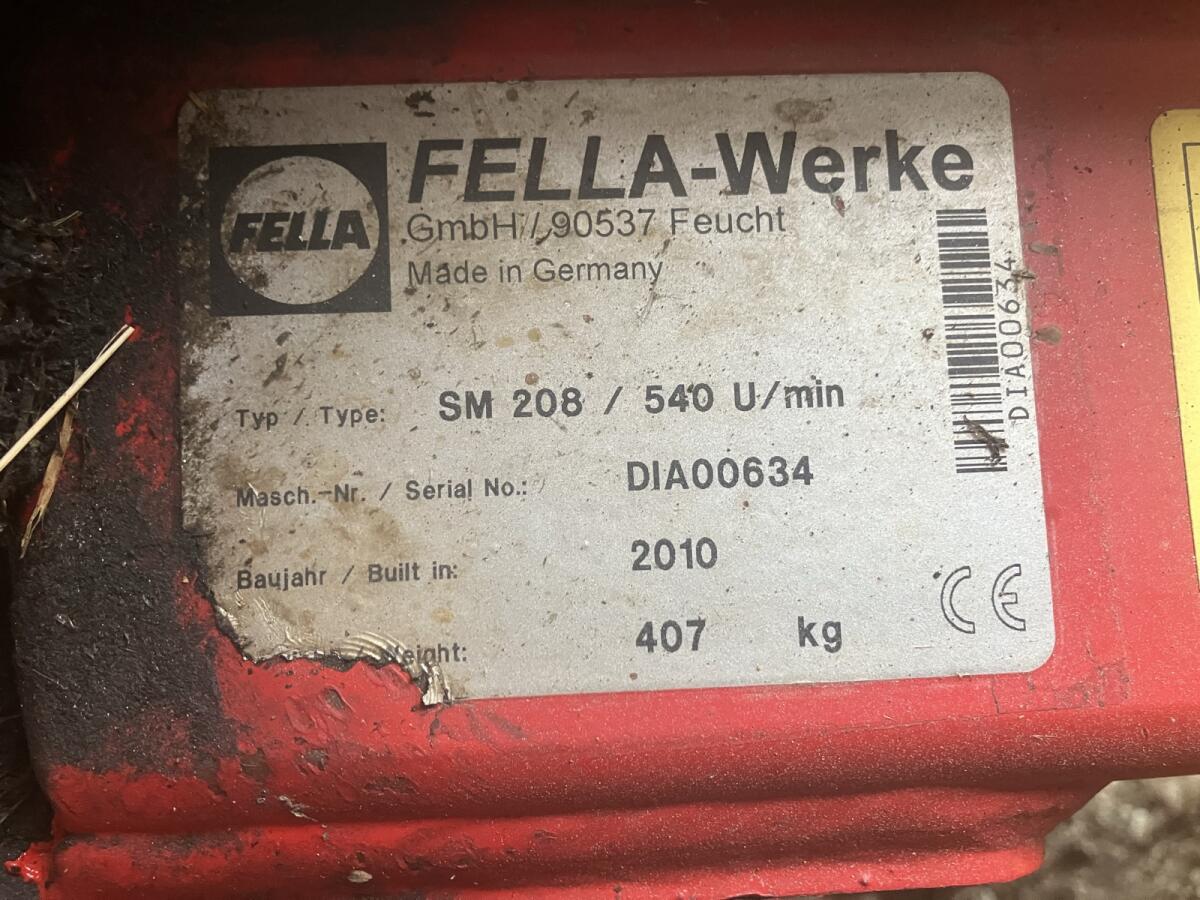 FELLA
FELLA-Werke
GmbH / 90537 Feucht
Made in Germany
DIA00634
Typ / Type: SM 208 / 540 U/min
Masch.-Nr. / Serial No.: DIA00634
Baujahr / Built in: 2010
/ Weight: 407 kg
CE